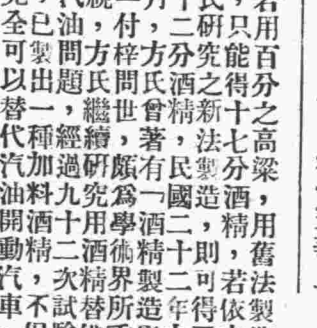 用百分之高粱酒,用舊法製
只能得十七分酒精,若依
研究之新法製造,則可得
二分酒精,民國二十二年
,方氏曾著有「酒精製造
付梓問世,頗爲學術界所
,方氏繼續研究用酒精替
油問題,經過九十二次試
已製出一種加料酒精,不
全可以替代汽油開動汽車